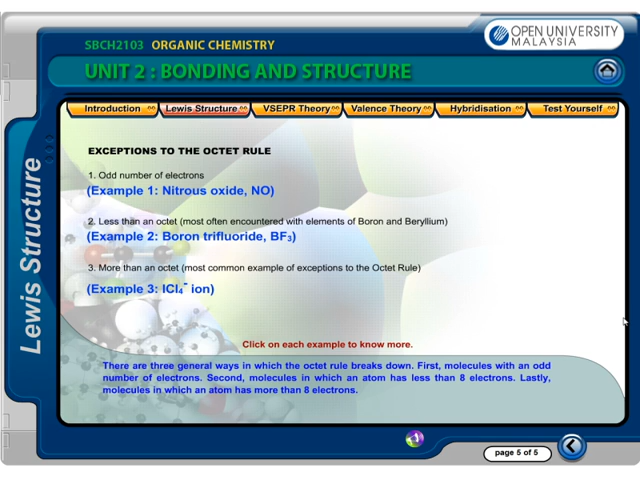 SBCH2103 ORGANIC CHEMISTRY
OPEN UNIVERSITY
MALAYSIA
UNIT 2 : BONDING AND STRUCTURE
Introduction Lewis Structure VSEPR Theory Valence Theory Hybridisation Test Yourself
Lewis Structure
EXCEPTIONS TO THE OCTET RULE
1. Odd number of electrons
(Example 1: Nitrous oxide, NO)
2. Less than an octet (most often encountered with elements of Boron and Beryllium)
(Example 2: Boron trifluoride, BF₃)
3. More than an octet (most common example of exceptions to the Octet Rule)
(Example 3: ICl₄⁻ ion)
Click on each example to know more.
There are three general ways in which the octet rule breaks down. First, molecules with an odd
number of electrons. Second, molecules in which an atom has less than 8 electrons. Lastly,
molecules in which an atom has more than 8 electrons.
page 5 of 5